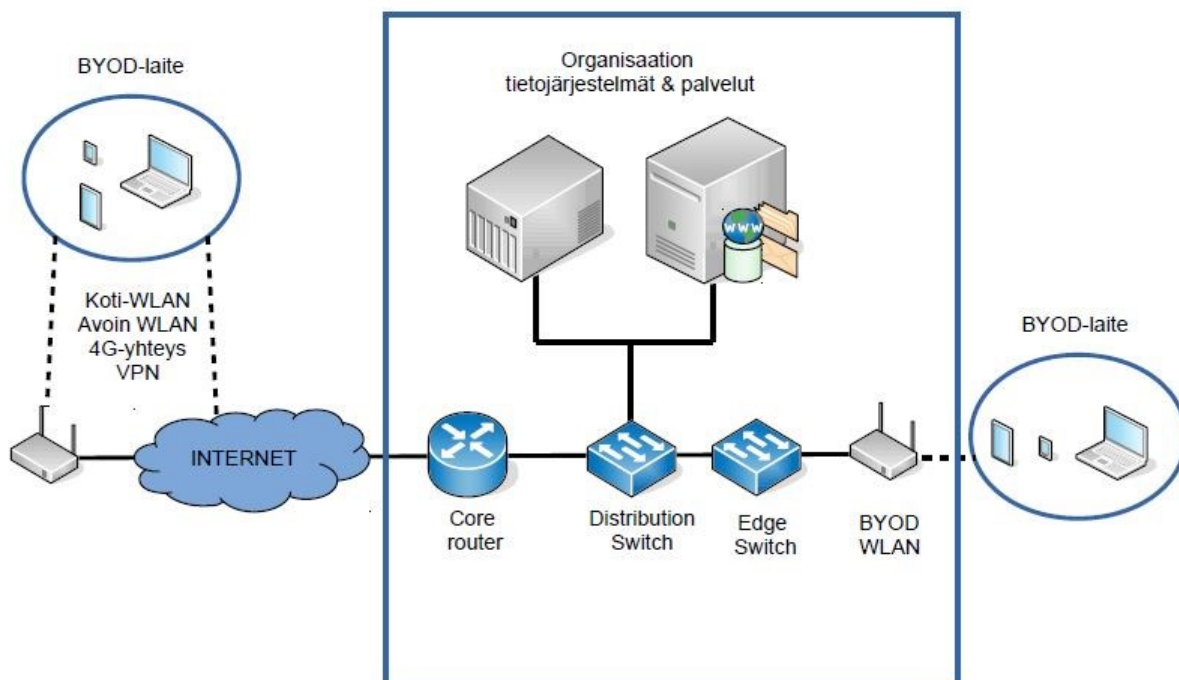 BYOD-laite
Organisaation
tietojärjestelmät & palvelut
WWW
Koti-WLAN
Avoin WLAN
4G-yhteys
VPN
BYOD-laite
INTERNET
Core
router
Distribution
Switch
Edge
Switch
BYOD
WLAN